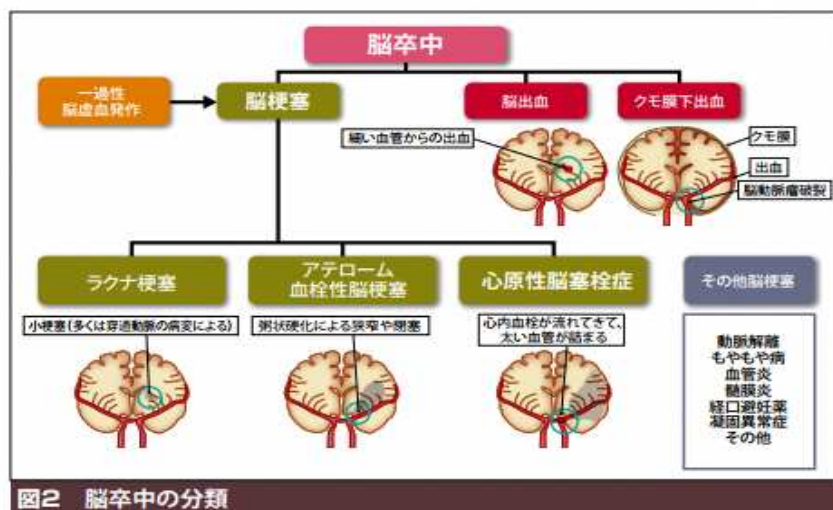 脳卒中
一過性
脳虚血発作
脳梗塞
脳出血
クモ膜下出血
細い血管からの出血
クモ膜
出血
脳動脈瘤破裂
ラクナ梗塞
アテローム
血栓性脳梗塞
心原性脳塞栓症
その他脳梗塞
小梗塞(多くは穿通動脈の病変による)
粥状硬化による狭窄や閉塞
心内血栓が流れてきて、
太い血管が詰まる
動脈解離
もやもや病
血管炎
髄膜炎
経口避妊薬
凝固異常症
その他
図2 脳卒中の分類